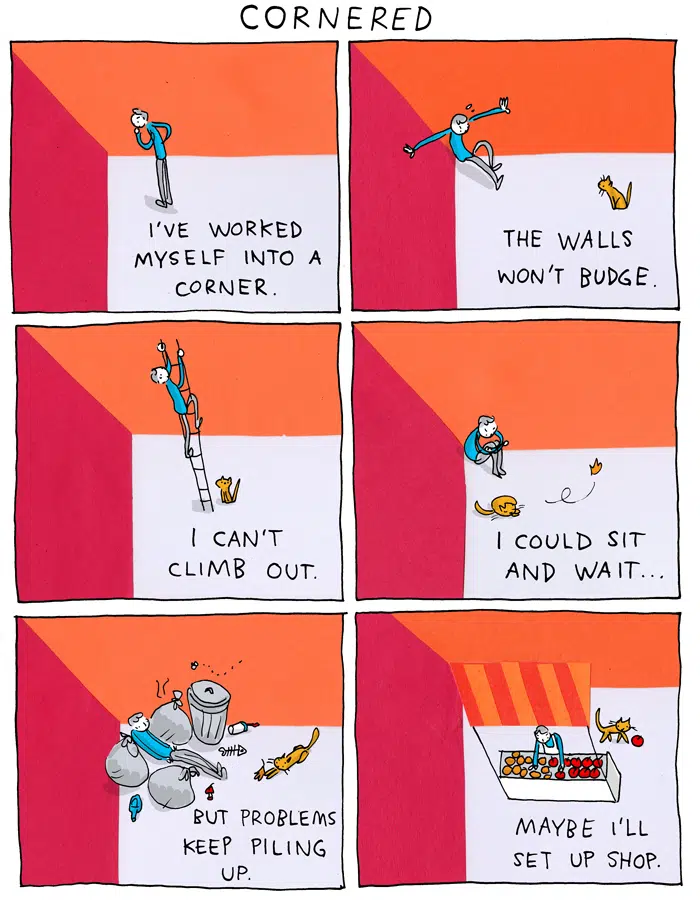 CORNERED
I'VE WORKED
MYSELF INTO A
CORNER.
THE WALLS
WON'T BUDGE.
I CAN'T
CLIMB OUT.
I COULD SIT
AND WAIT...
BUT PROBLEMS
KEEP PILING
UP.
MAYBE I'LL
SET UP SHOP.